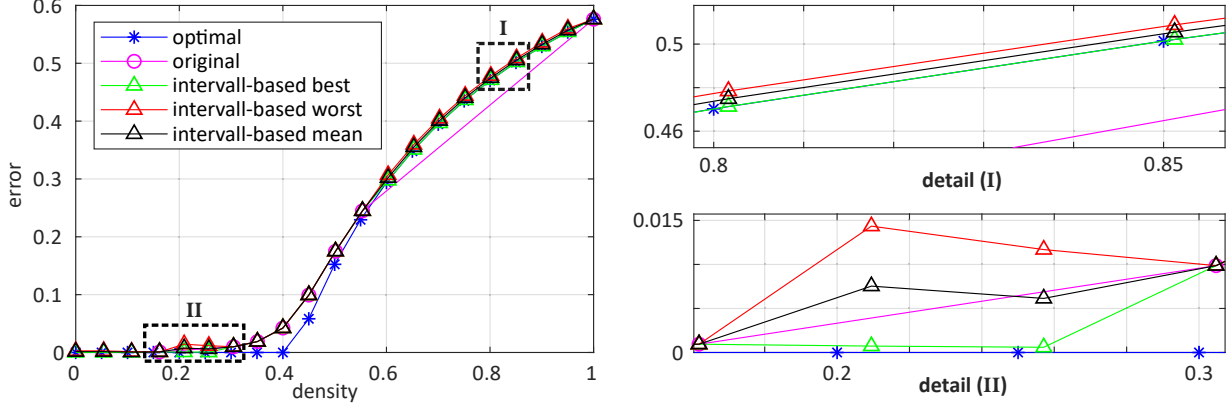 0.6
0.5
0.4
0.3
0.2
0.1
0
error
optimal
original
intervall-based best
intervall-based worst
intervall-based mean
I
II
0 0.2 0.4 0.6 0.8 1
density
0.5
0.46
0.8 0.85
detail (I)
0.015
0
0.2 0.3
detail (II)